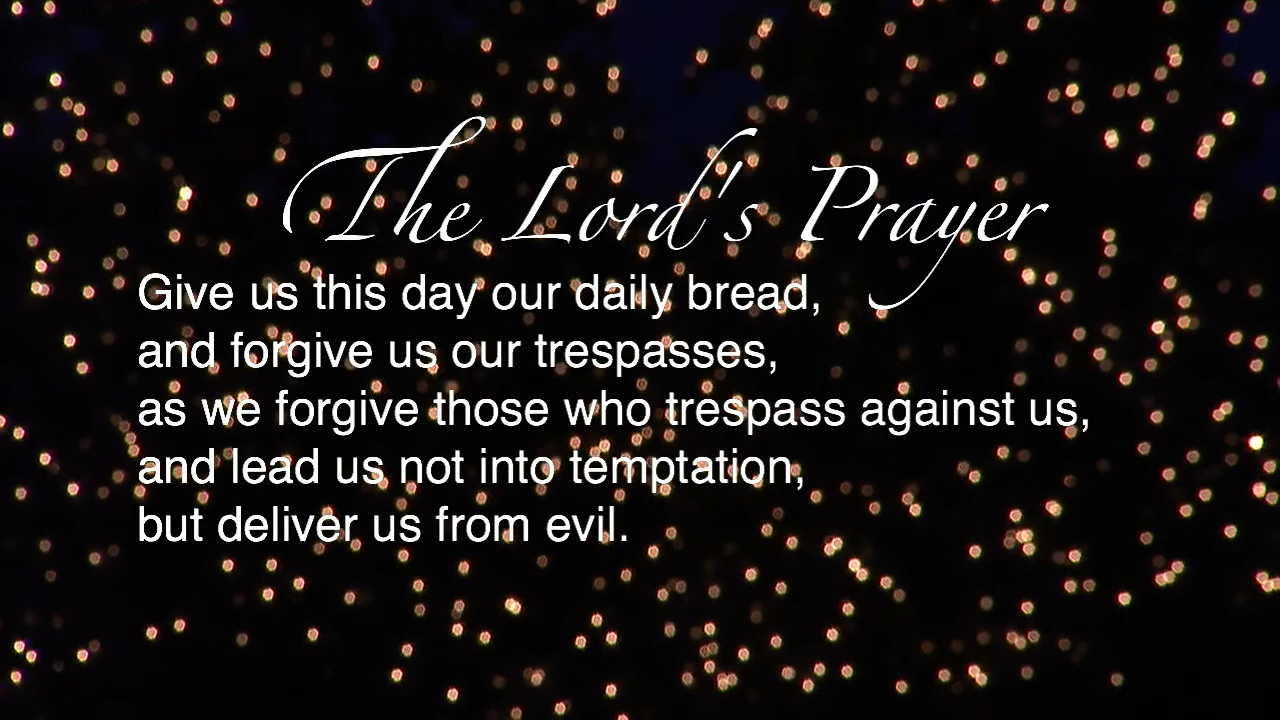 The Lord's Prayer
Give us this day our daily bread,
and forgive us our trespasses,
as we forgive those who trespass against us,
and lead us not into temptation,
but deliver us from evil.